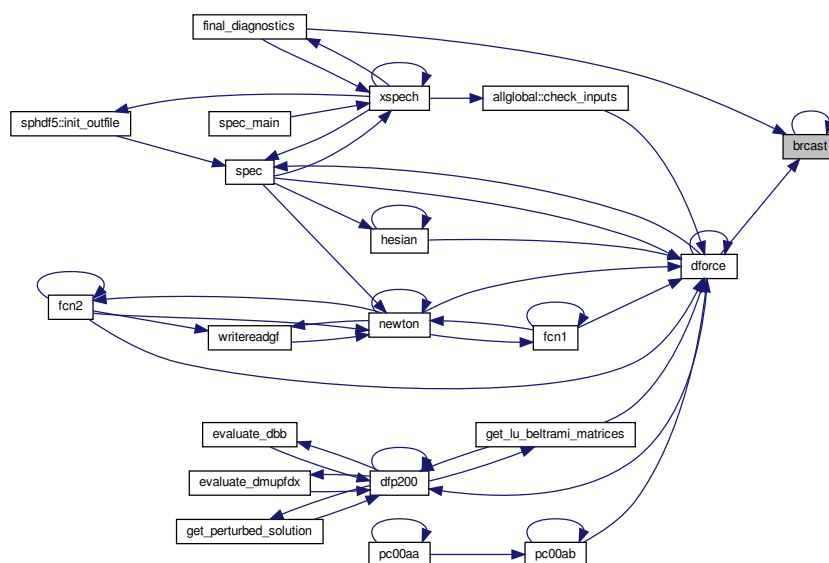 final_diagnostics
xspech
allglobal::check_inputs
sphdf5::init_outfile
spec_main
brcast
spec
hesian
dforce
fcn2
newton
writereadgf
fcn1
evaluate_dbb
get_lu_beltrami_matrices
evaluate_dmupfdx
dfp200
get_perturbed_solution
pc00aa
pc00ab